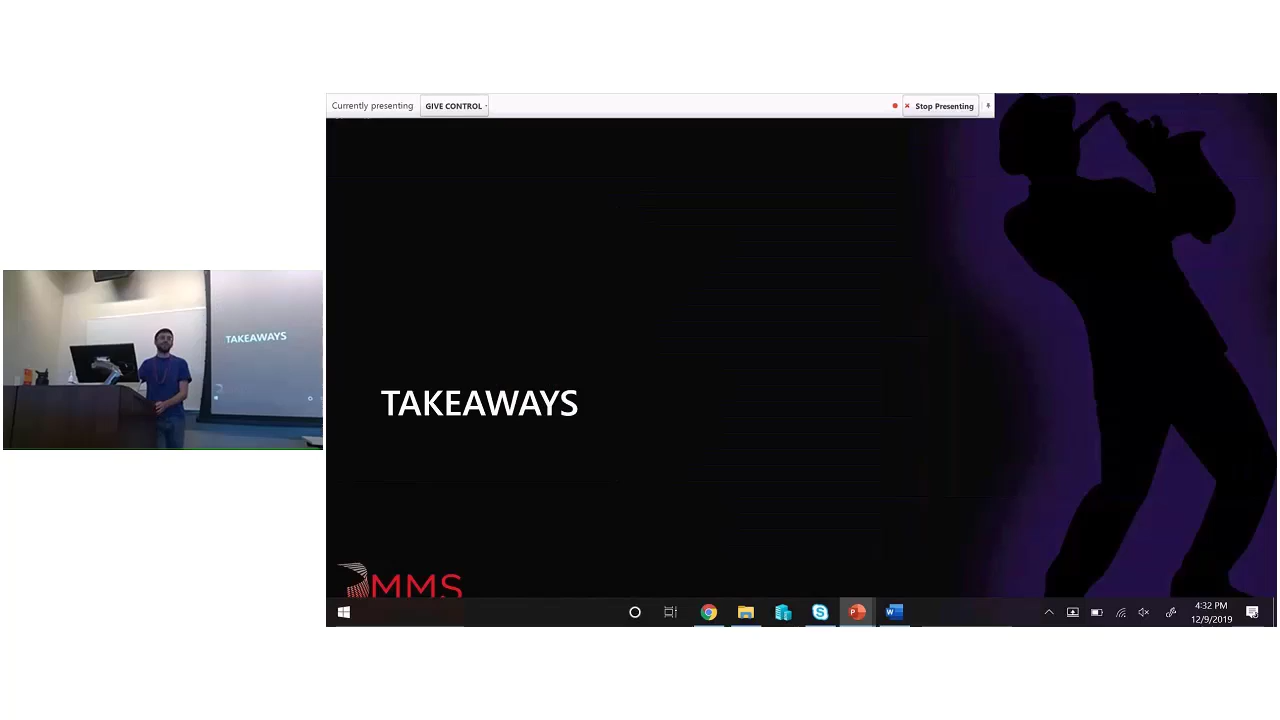 Currently presenting GIVE CONTROL Stop Presenting
TAKEAWAYS
TAKEAWAYS
MMS
4:32 PM
12/9/2019